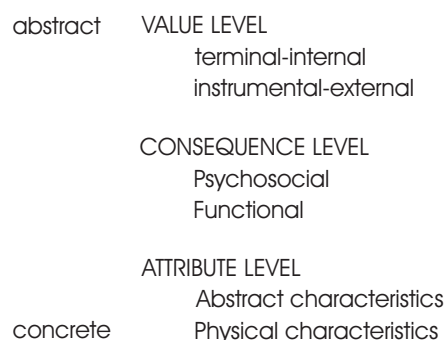 abstract VALUE LEVEL
terminal-internal
instrumental-external
CONSEQUENCE LEVEL
Psychosocial
Functional
ATTRIBUTE LEVEL
Abstract characteristics
concrete Physical characteristics